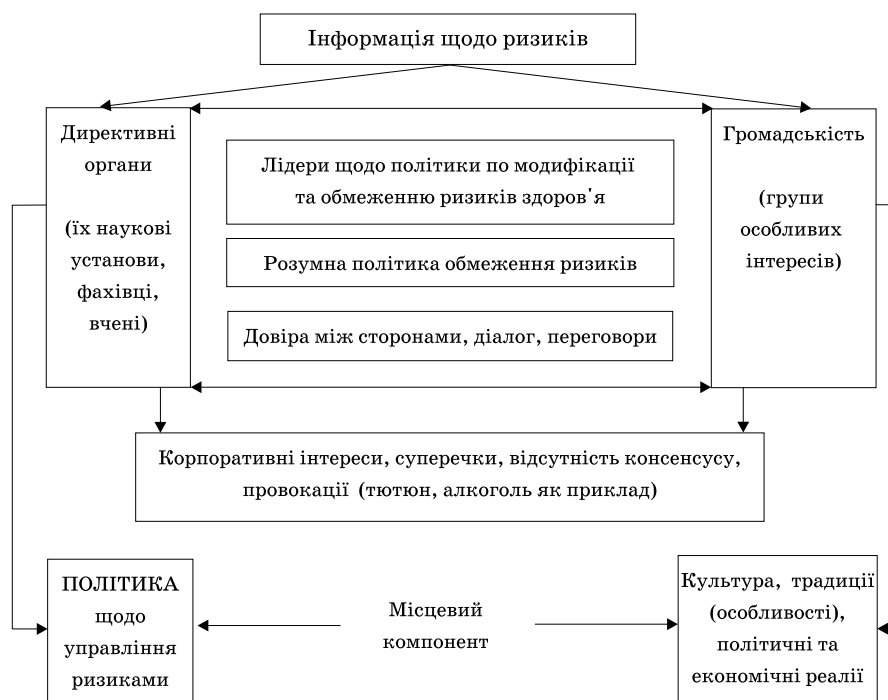 Інформація щодо ризиків
Директивні
органи
(їх наукові
установи,
фахівці,
вчені)
Лідери щодо політики по модифікації
та обмеженню ризиків здоров'я
Розумна політика обмеження ризиків
Довіра між сторонами, діалог, переговори
Громадськість
(групи
особливих
інтересів)
Корпоративні інтереси, суперечки, відсутність консенсусу,
провокації (тютюн, алкоголь як приклад)
ПОЛІТИКА
щодо
управління
ризиками
Місцевий
компонент
Культура, традиції
(особливості),
політичні та
економічні реалії